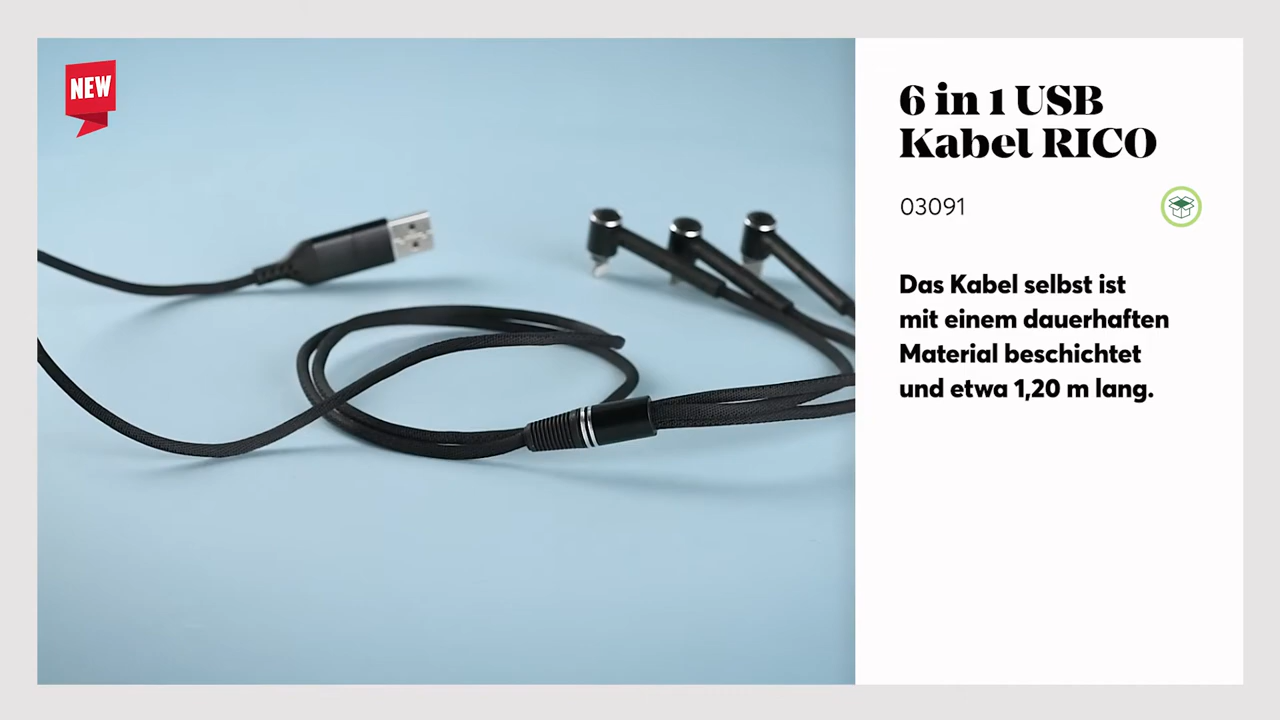 NEW
6 in 1 USB
Kabel RICO
03091
Das Kabel selbst ist
mit einem dauerhaften
Material beschichtet
und etwa 1,20 m lang.